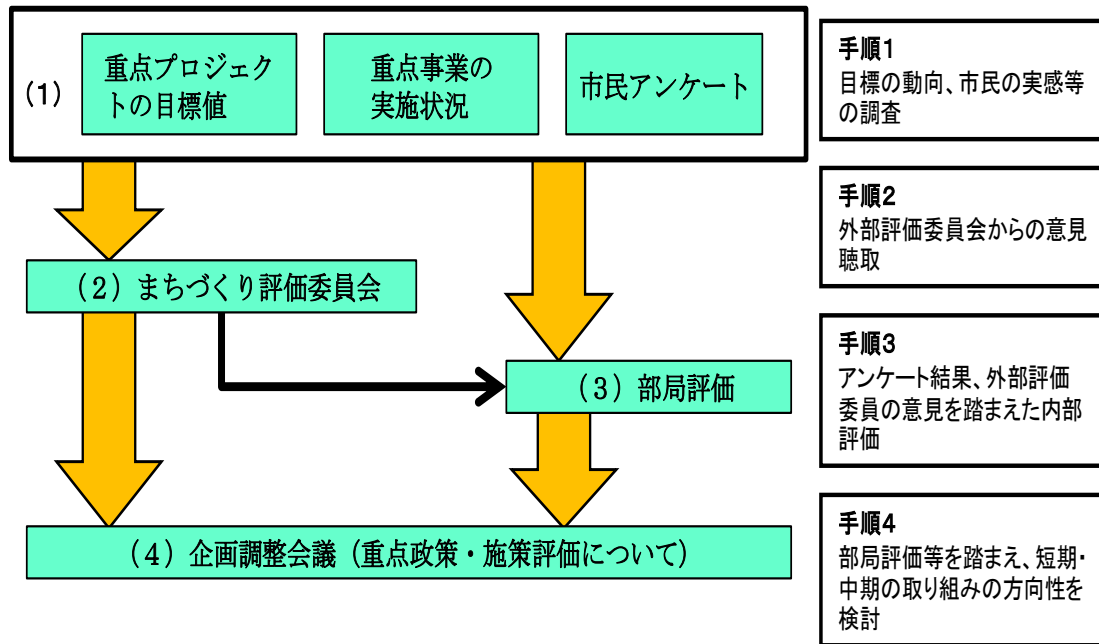 (1)
重点プロジェク
トの目標値
重点事業の
実施状況
市民アンケート
手順1
目標の動向、市民の実感等
の調査
手順2
外部評価委員会からの意見
聴取
(2)まちづくり評価委員会
手順3
アンケート結果、外部評価
委員の意見を踏まえた内部
評価
(3)部局評価
手順4
部局評価等を踏まえ、短期・
中期の取り組みの方向性を
検討
(4)企画調整会議(重点政策・施策評価について)